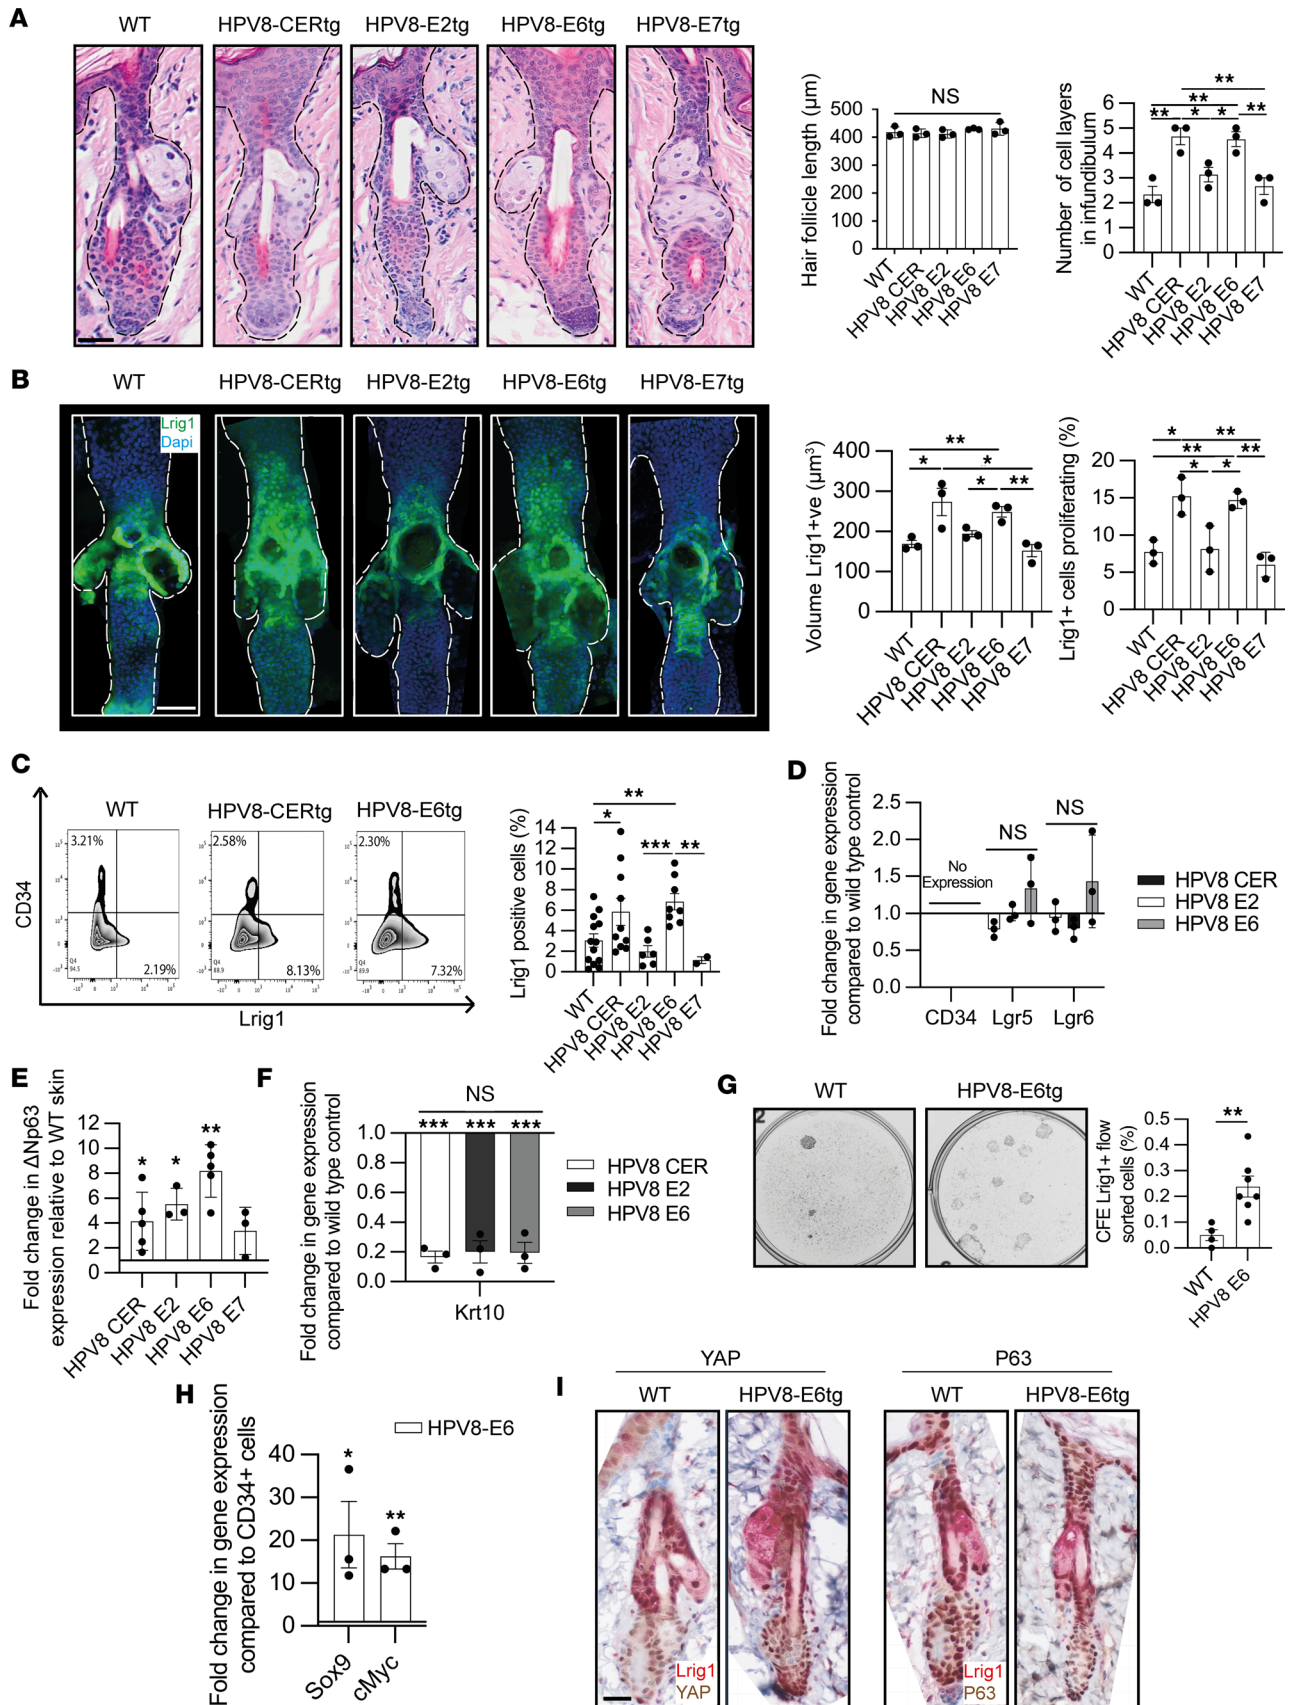 A
WT
HPV8-CERtg
HPV8-E2tg
HPV8-E6tg
HPV8-E7tg
Hair follicle length (µm)
500
400
300
200
100
0
NS
WT
HPV8 CER
HPV8 E2
HPV8 E6
HPV8 E7
Number of cell layers
in infundibulum
6
5
4
3
2
1
0
**
**
** * * **
WT
HPV8 CER
HPV8 E2
HPV8 E6
HPV8 E7
B
WT
HPV8-CERtg
HPV8-E2tg
HPV8-E6tg
HPV8-E7tg
Lrig1
Dapi
Volume Lrig1+ve (µm³)
400
300
200
100
0
**
* *
* **
WT
HPV8 CER
HPV8 E2
HPV8 E6
HPV8 E7
Lrig1+ cells proliferating (%)
20
15
10
5
0
* **
** **
* *
WT
HPV8 CER
HPV8 E2
HPV8 E6
HPV8 E7
C
WT
HPV8-CERtg
HPV8-E6tg
CD34
3.21%
2.19%
Q4
94.5
2.58%
8.13%
Q4
88.9
2.30%
7.32%
Q4
89.9
Lrig1
Lrig1 positive cells (%)
14
12
10
8
6
4
2
0
**
*
*** **
WT
HPV8 CER
HPV8 E2
HPV8 E6
HPV8 E7
D
Fold change in gene expression
compared to wild type control
2.5
2.0
1.5
1.0
0.5
0.0
No
Expression
NS
NS
CD34
Lgr5
Lgr6
HPV8 CER
HPV8 E2
HPV8 E6
E
Fold change in ΔNp63
expression relative to WT skin
12
10
8
6
4
2
0
* * **
HPV8 CER
HPV8 E2
HPV8 E6
HPV8 E7
F
Fold change in gene expression
compared to wild type control
1.0
0.8
0.6
0.4
0.2
0.0
NS
*** *** ***
Krt10
HPV8 CER
HPV8 E2
HPV8 E6
G
WT
HPV8-E6tg
CFE Lrig1+ flow
sorted cells (%)
0.5
0.4
0.3
0.2
0.1
0.0
**
WT
HPV8 E6
H
Fold change in gene expression
compared to CD34+ cells
40
30
20
10
0
* **
HPV8-E6
Sox9
cMyc
I
YAP
P63
WT
HPV8-E6tg
WT
HPV8-E6tg
Lrig1
YAP
Lrig1
P63